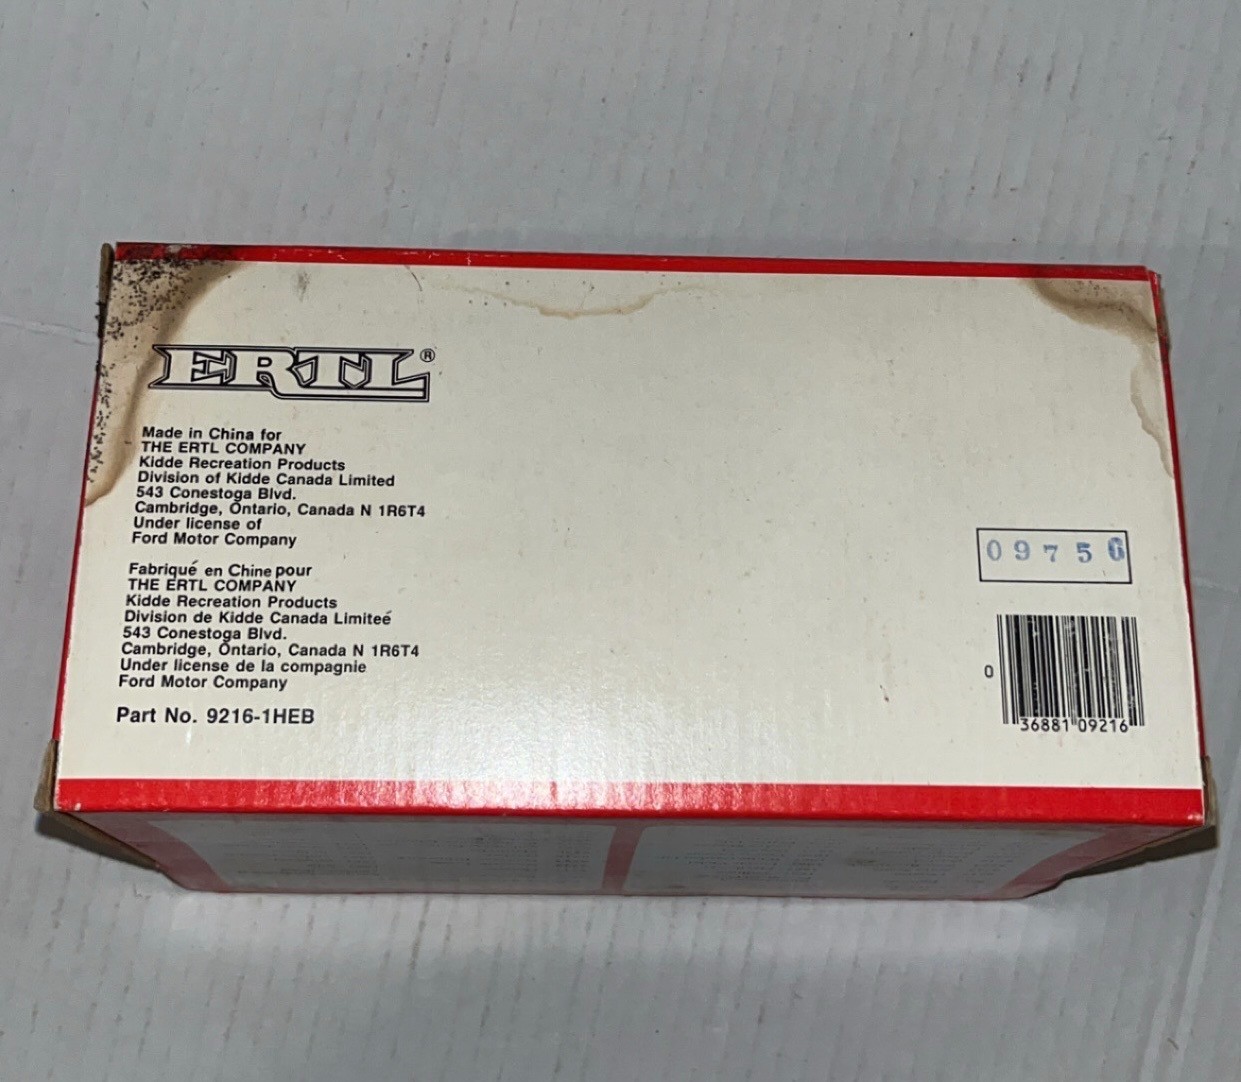 ERTL®
Made in China for
THE ERTL COMPANY
Kidde Recreation Products
Division of Kidde Canada Limited
543 Conestoga Blvd.
Cambridge, Ontario, Canada N 1R6T4
Under license of
Ford Motor Company
Fabriqué en Chine pour
THE ERTL COMPANY
Kidde Recreation Products
Division de Kidde Canada Limiteé
543 Conestoga Blvd.
Cambridge, Ontario, Canada N 1R6T4
Under license de la compagnie
Ford Motor Company
Part No. 9216-1HEB
09756
0 36881 09216